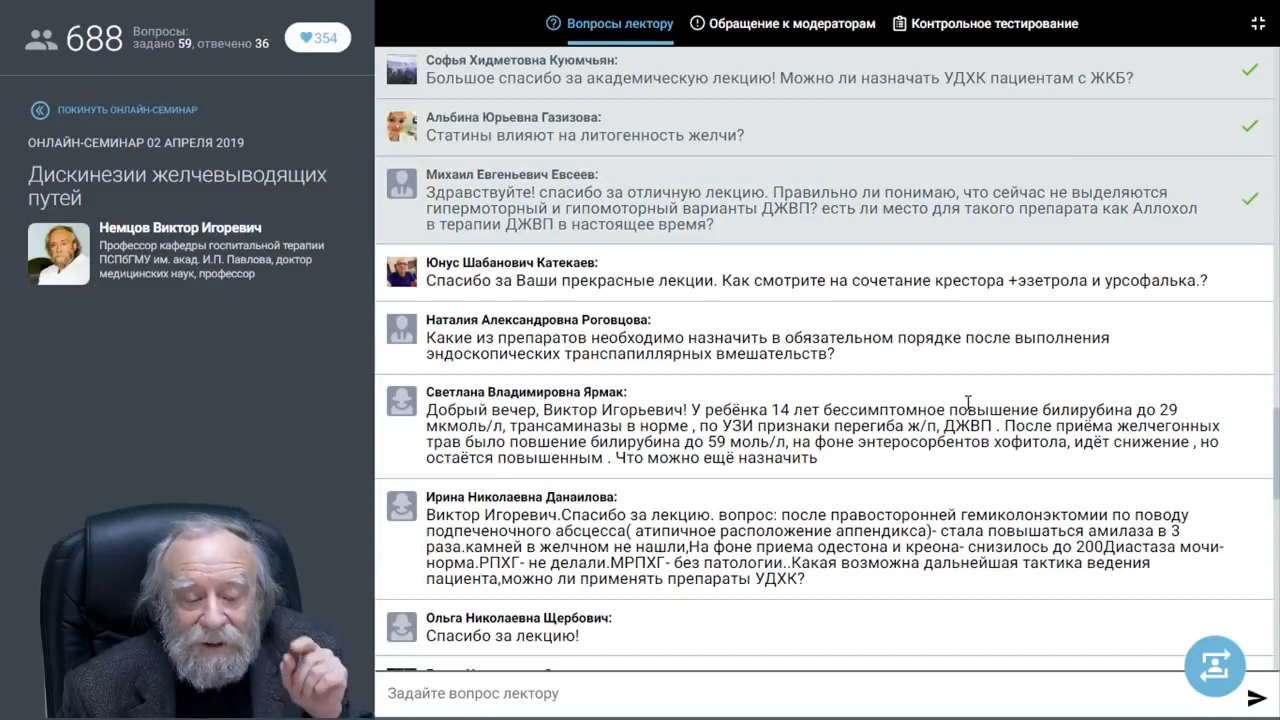 688
Вопросы:
задано 59, отвечено 36
354
ПОКИНУТЬ ОНЛАЙН-СЕМИНАР
ОНЛАЙН-СЕМИНАР 02 АПРЕЛЯ 2019
Дискинезии желчевыводящих
путей
Немцов Виктор Игоревич
Профессор кафедры госпитальной терапии
ПСПбГМУ им. акад. И.П. Павлова, доктор
медицинских наук, профессор
Вопросы лектору
Обращение к модераторам
Контрольное тестирование
Софья Хидметовна Куюмчьян:
Большое спасибо за академическую лекцию! Можно ли назначать УДХК пациентам с ЖКБ?
Альбина Юрьевна Газизова:
Статины влияют на литогенность желчи?
Михаил Евгеньевич Евсеев:
Здравствуйте! спасибо за отличную лекцию. Правильно ли понимаю, что сейчас не выделяются
гипермоторный и гипомоторный варианты ДЖВП? есть ли место для такого препарата как Аллохол
в терапии ДЖВП в настоящее время?
Юнус Шабанович Катекаев:
Спасибо за Ваши прекрасные лекции. Как смотрите на сочетание крестора +эзетрола и урсофалька.?
Наталия Александровна Роговцова:
Какие из препаратов необходимо назначить в обязательном порядке после выполнения
эндоскопических транспапиллярных вмешательств?
Светлана Владимировна Ярмак:
Добрый вечер, Виктор Игорьевич! У ребёнка 14 лет бессимптомное повышение билирубина до 29
мкмоль/л, трансаминазы в норме , по УЗИ признаки перегиба ж/п, ДЖВП . После приёма желчегонных
трав было повшение билирубина до 59 моль/л, на фоне энтеросорбентов хофитола, идёт снижение , но
остаётся повышенным . Что можно ещё назначить
Ирина Николаевна Данаилова:
Виктор Игоревич.Спасибо за лекцию. вопрос: после правосторонней гемиколонэктомии по поводу
подпеченочного абсцесса( атипичное расположение аппендикса)- стала повышаться амилаза в 3
раза.камней в желчном не нашли,На фоне приема одестона и креона- снизилось до 200Диастаза мочи-
норма.РПХГ- не делали.МРПХГ- без патологии..Какая возможна дальнейшая тактика ведения
пациента,можно ли применять препараты УДХК?
Ольга Николаевна Щербович:
Спасибо за лекцию!
Задайте вопрос лектору